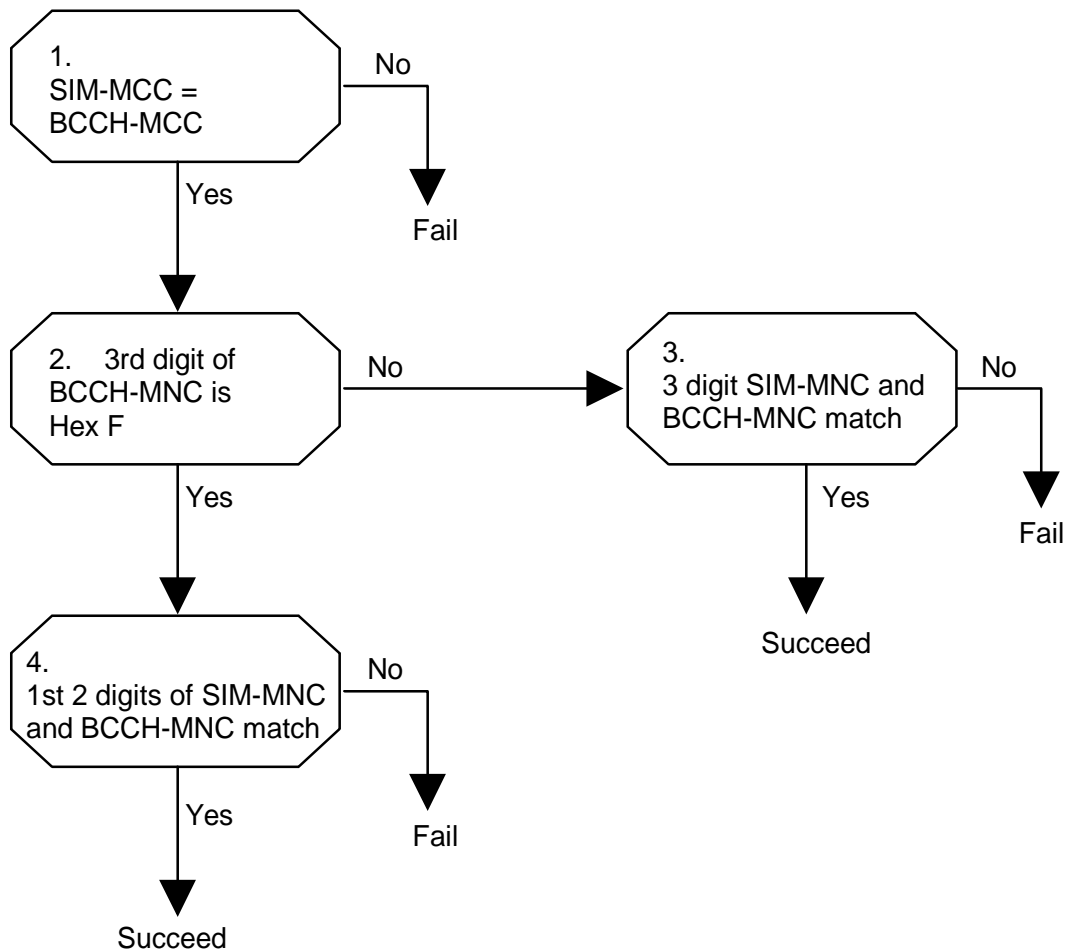 1.
SIM-MCC =
BCCH-MCC
No
Yes
Fail
2. 3rd digit of
BCCH-MNC is
Hex F
No
3.
3 digit SIM-MNC and
BCCH-MNC match
No
Yes
Yes
Fail
Succeed
4.
1st 2 digits of SIM-MNC
and BCCH-MNC match
No
Yes
Fail
Succeed